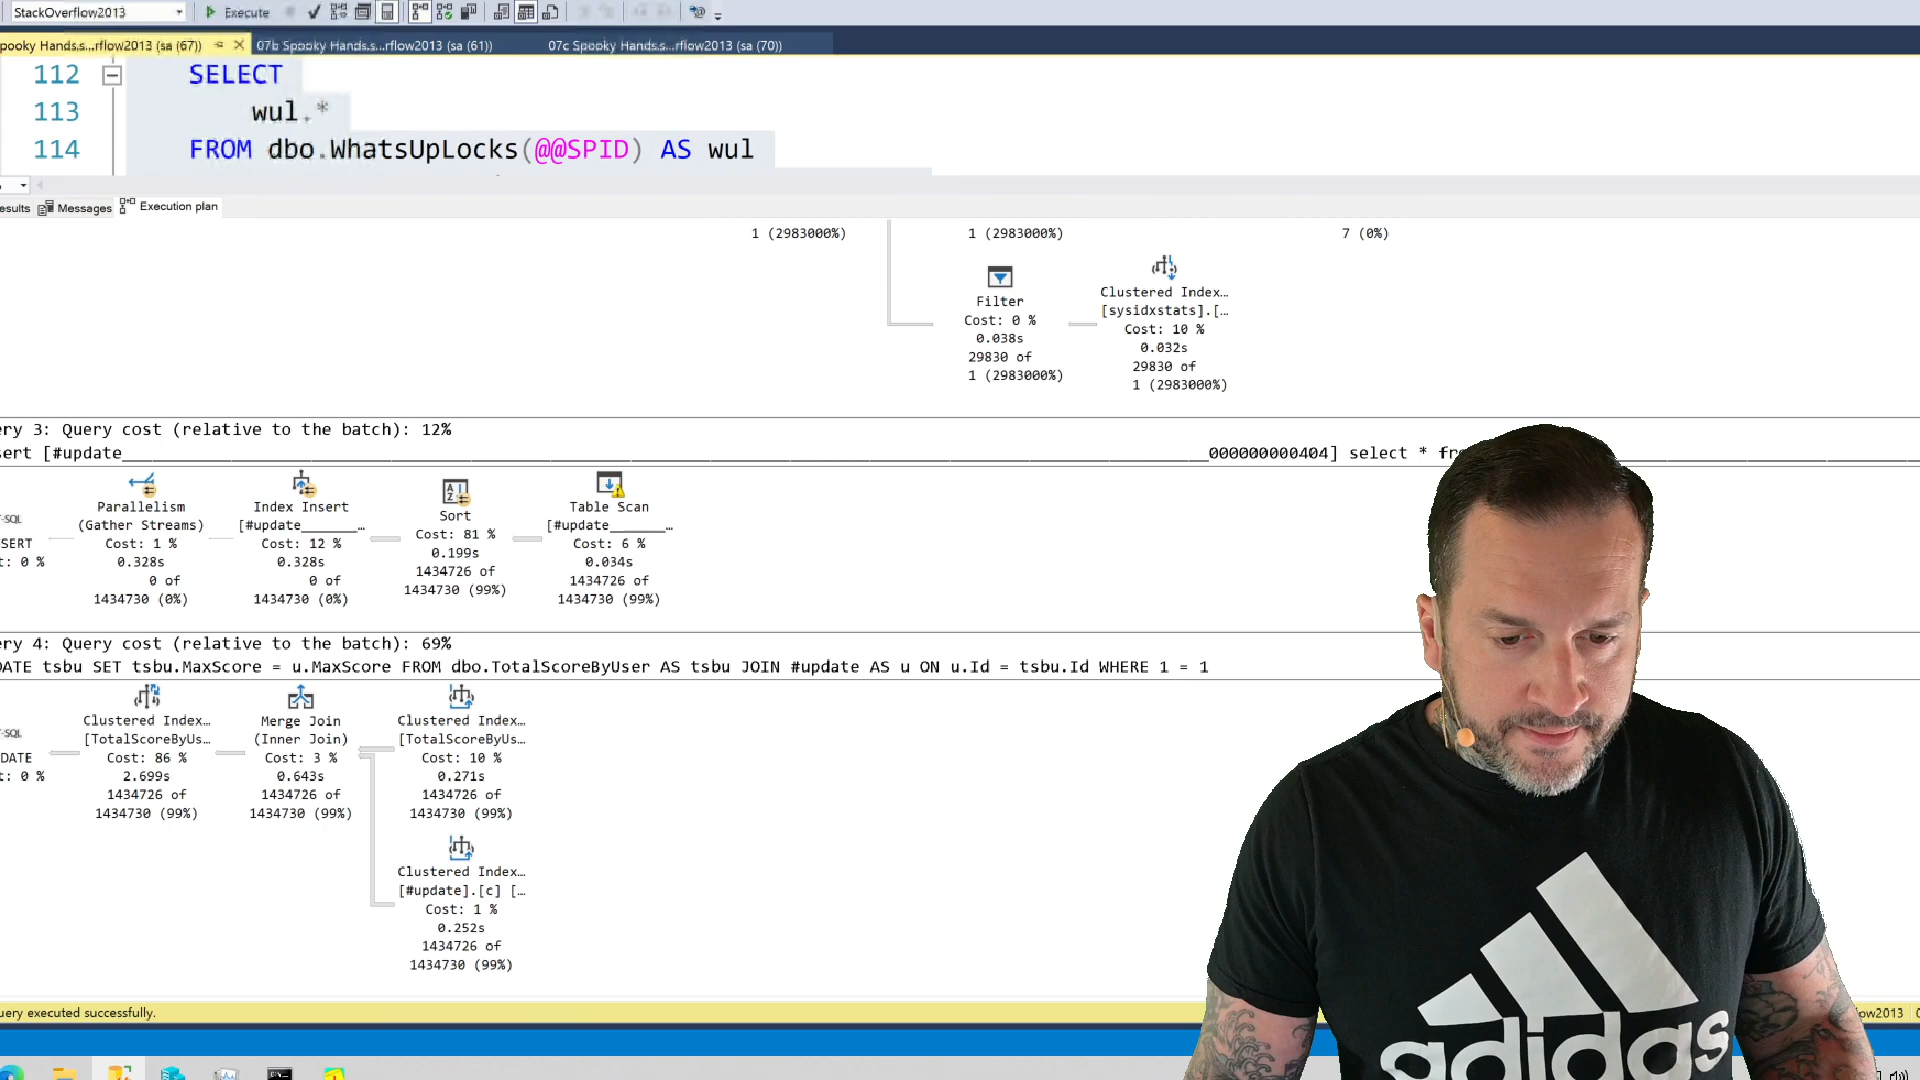 StackOverflow2013
Execute
pooky Hands.s...rflow2013 (sa (67))
07b Spooky Hands.s...rflow2013 (sa (61))
07c Spooky Hands.s...rflow2013 (sa (70))
112 SELECT
113 wul.*
114 FROM dbo.WhatsUpLocks(@@SPID) AS wul
esults Messages Execution plan
1 (2983000%) 1 (2983000%) 7 (0%)
Filter
Cost: 0 %
0.038s
29830 of
1 (2983000%)
Clustered Index...
[sysidxstats].[...
Cost: 10 %
0.032s
29830 of
1 (2983000%)
ery 3: Query cost (relative to the batch): 12%
sert [#update___000000000404] select * fr
-SQL
SERT
t: 0 %
Parallelism
(Gather Streams)
Cost: 1 %
0.328s
0 of
1434730 (0%)
Index Insert
[#update_______...
Cost: 12 %
0.328s
0 of
1434730 (0%)
Sort
Cost: 81 %
0.199s
1434726 of
1434730 (99%)
Table Scan
[#update_______...
Cost: 6 %
0.034s
1434726 of
1434730 (99%)
ery 4: Query cost (relative to the batch): 69%
DATE tsbu SET tsbu.MaxScore = u.MaxScore FROM dbo.TotalScoreByUser AS tsbu JOIN #update AS u ON u.Id = tsbu.Id WHERE 1 = 1
-SQL
DATE
t: 0 %
Clustered Index...
[TotalScoreByUs...
Cost: 86 %
2.699s
1434726 of
1434730 (99%)
Merge Join
(Inner Join)
Cost: 3 %
0.643s
1434726 of
1434730 (99%)
Clustered Index...
[TotalScoreByUs...
Cost: 10 %
0.271s
1434726 of
1434730 (99%)
Clustered Index...
[#update].[c] [...
Cost: 1 %
0.252s
1434726 of
1434730 (99%)
uery executed successfully.
low2013
adidas